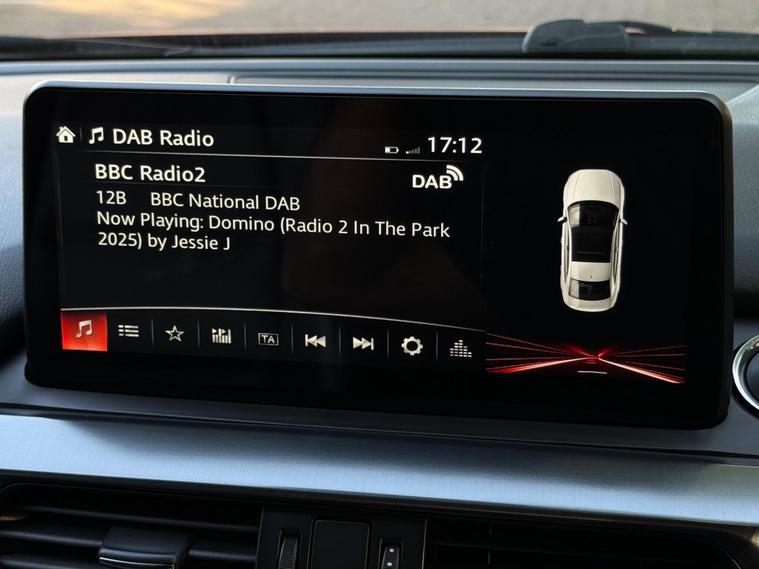 DAB Radio
17:12
BBC Radio2
DAB
12B BBC National DAB
Now Playing: Domino (Radio 2 In The Park
2025) by Jessie J
TA